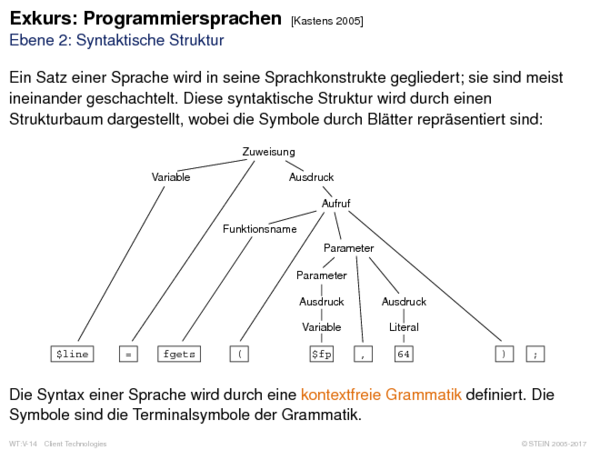 Exkurs: Programmiersprachen [Kastens 2005]
Ebene 2: Syntaktische Struktur
Ein Satz einer Sprache wird in seine Sprachkonstrukte gegliedert; sie sind meist
ineinander geschachtelt. Diese syntaktische Struktur wird durch einen
Strukturbaum dargestellt, wobei die Symbole durch Blätter repräsentiert sind:
Zuweisung
Variable Ausdruck
Aufruf
Funktionsname
Parameter
Parameter
Ausdruck Ausdruck
Variable Literal
$line = fgets ( $fp , 64 ) ;
Die Syntax einer Sprache wird durch eine kontextfreie Grammatik definiert. Die
Symbole sind die Terminalsymbole der Grammatik.
WT:V-14 Client Technologies © STEIN 2005-2017